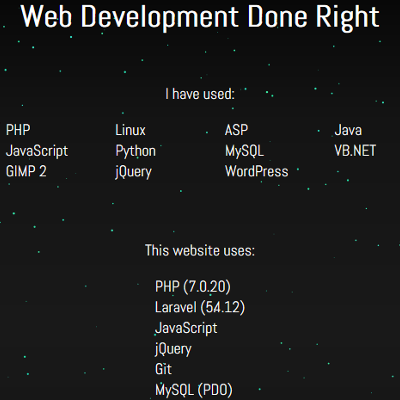 Web Development Done Right
I have used:
PHP Linux ASP Java
JavaScript Python MySQL VB.NET
GIMP 2 jQuery WordPress
This website uses:
PHP (7.0.20)
Laravel (54.12)
JavaScript
jQuery
Git
MySQL (PDO)